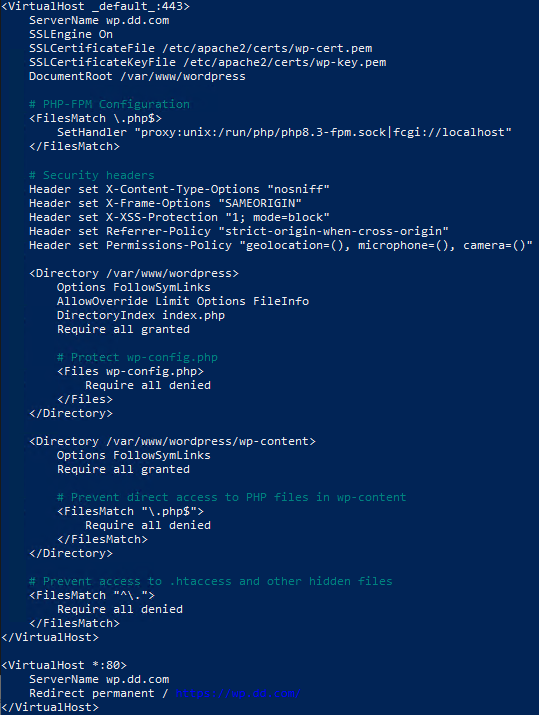 <VirtualHost _default_:443>
    ServerName wp.dd.com
    SSLEngine On
    SSLCertificateFile /etc/apache2/certs/wp-cert.pem
    SSLCertificateKeyFile /etc/apache2/certs/wp-key.pem
    DocumentRoot /var/www/wordpress

    # PHP-FPM Configuration
    <FilesMatch \.php$>
        SetHandler "proxy:unix:/run/php/php8.3-fpm.sock|fcgi://localhost"
    </FilesMatch>

    # Security headers
    Header set X-Content-Type-Options "nosniff"
    Header set X-Frame-Options "SAMEORIGIN"
    Header set X-XSS-Protection "1; mode=block"
    Header set Referrer-Policy "strict-origin-when-cross-origin"
    Header set Permissions-Policy "geolocation=(), microphone=(), camera=()"

    <Directory /var/www/wordpress>
        Options FollowSymLinks
        AllowOverride Limit Options FileInfo
        DirectoryIndex index.php
        Require all granted

        # Protect wp-config.php
        <Files wp-config.php>
            Require all denied
        </Files>
    </Directory>

    <Directory /var/www/wordpress/wp-content>
        Options FollowSymLinks
        Require all granted

        # Prevent direct access to PHP files in wp-content
        <FilesMatch "\.php$">
            Require all denied
        </FilesMatch>
    </Directory>

    # Prevent access to .htaccess and other hidden files
    <FilesMatch "^\.">
        Require all denied
    </FilesMatch>
</VirtualHost>

<VirtualHost *:80>
    ServerName wp.dd.com
    Redirect permanent / https://wp.dd.com/
</VirtualHost>